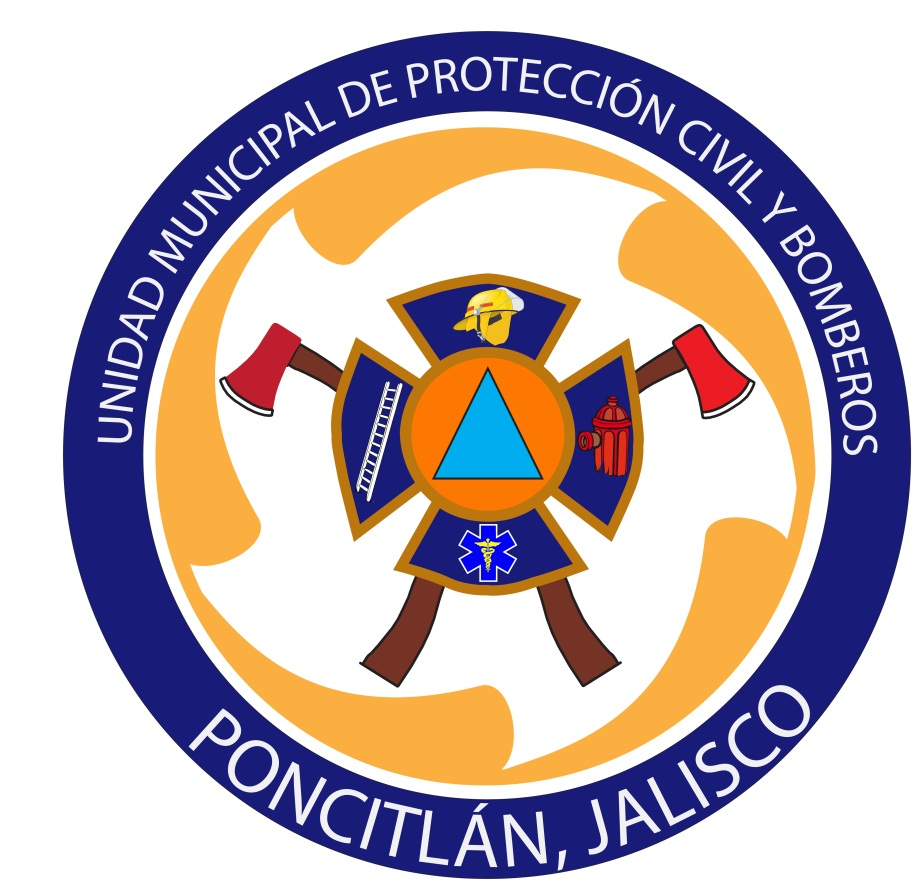 UNIDAD MUNICIPAL DE PROTECCIÓN CIVIL Y BOMBEROS
PONCITLÁN, JALISCO